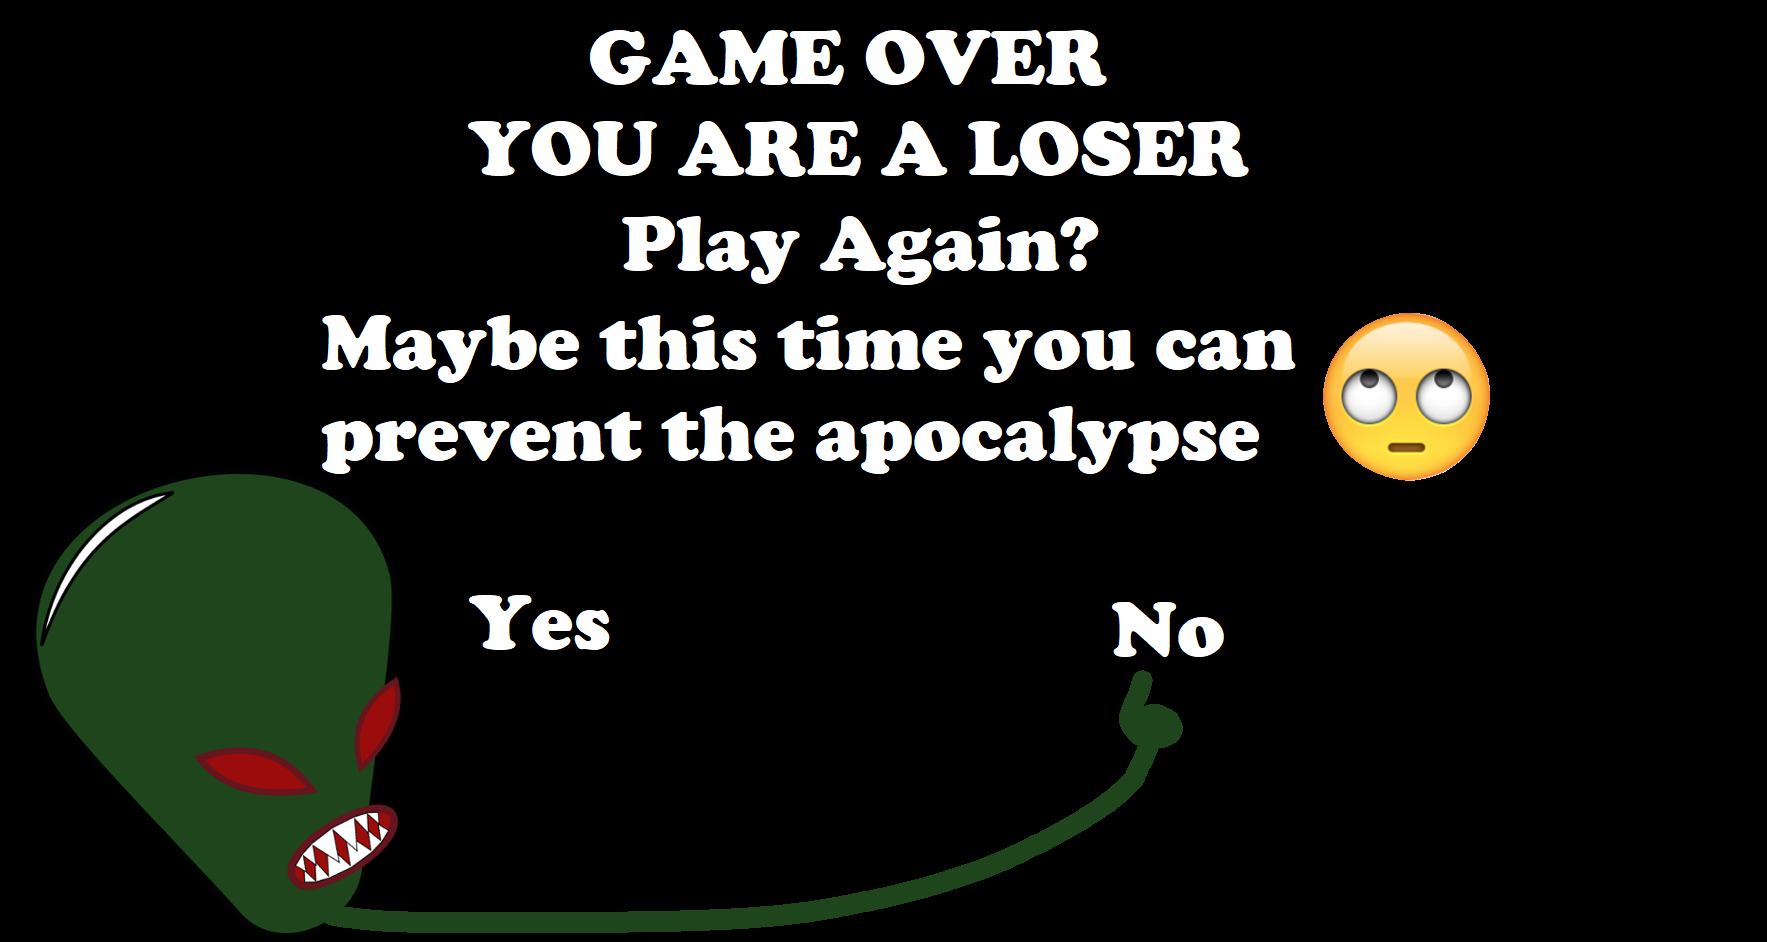 GAME OVER
YOU ARE A LOSER
Play Again?
Maybe this time you can
prevent the apocalypse
Yes
No